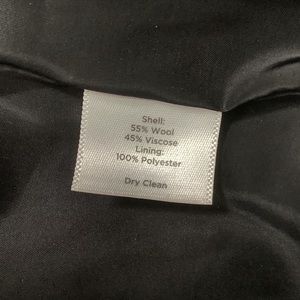 Shell:
55% Wool
45% Viscose
Lining:
100% Polyester
Dry Clean